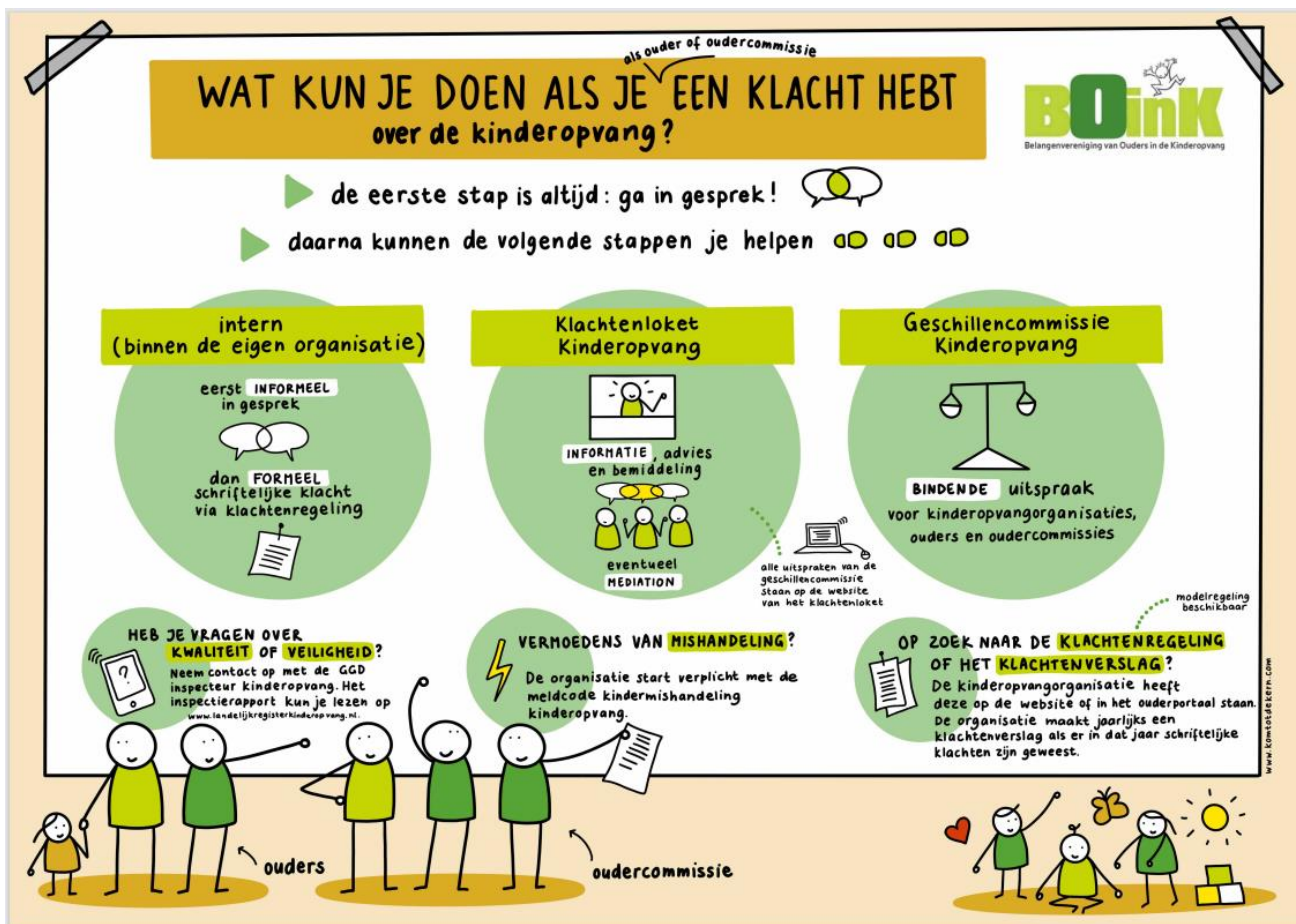 als ouder of oudercommissie
WAT KUN JE DOEN ALS JE EEN KLACHT HEBT
over de kinderopvang?
BOinK
Belangenvereniging van Ouders in de Kinderopvang
de eerste stap is altijd: ga in gesprek!
daarna kunnen de volgende stappen je helpen
intern
(binnen de eigen organisatie)
eerst INFORMEEL
in gesprek
dan FORMEEL
schriftelijke klacht
via klachtenregeling
Klachtenloket
Kinderopvang
INFORMATIE, advies
en bemiddeling
eventueel
MEDIATION
alle uitspraken van de
geschillencommissie
staan op de website
van het klachtenloket
Geschillencommissie
Kinderopvang
BINDENDE uitspraak
voor kinderopvangorganisaties,
ouders en oudercommissies
HEB JE VRAGEN OVER
KWALITEIT OF VEILIGHEID?
?
Neem contact op met de GGD
inspecteur kinderopvang. Het
inspectierapport kun je lezen op
www.landelijkregisterkinderopvang.nl.
VERMOEDENS VAN MISHANDELING?
De organisatie start verplicht met de
meldcode kindermishandeling
kinderopvang.
modelregeling
beschikbaar
OP ZOEK NAAR DE KLACHTENREGELING
OF HET KLACHTENVERSLAG?
De kinderopvangorganisatie heeft
deze op de website of in het ouderportaal staan.
De organisatie maakt jaarlijks een
klachtenverslag als er in dat jaar schriftelijke
klachten zijn geweest.
www.komtotdekern.com
ouders
oudercommissie